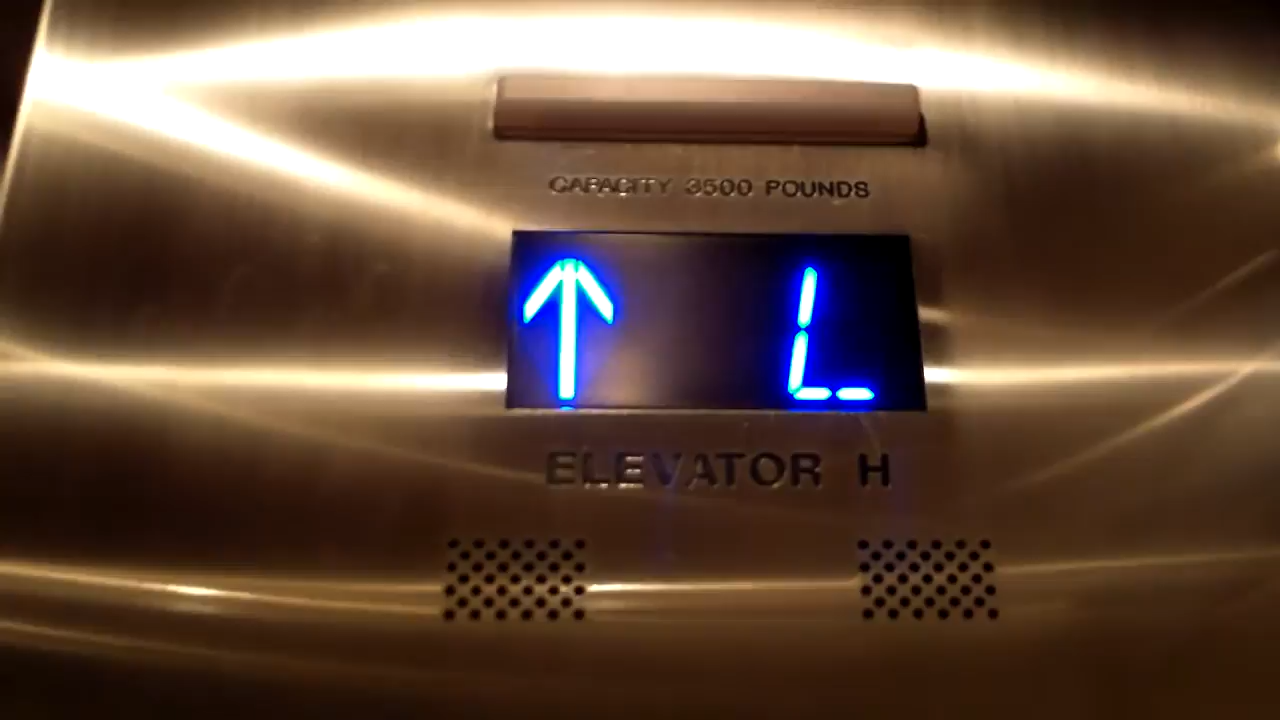 CAPACITY 3500 POUNDS
↑ L
ELEVATOR H